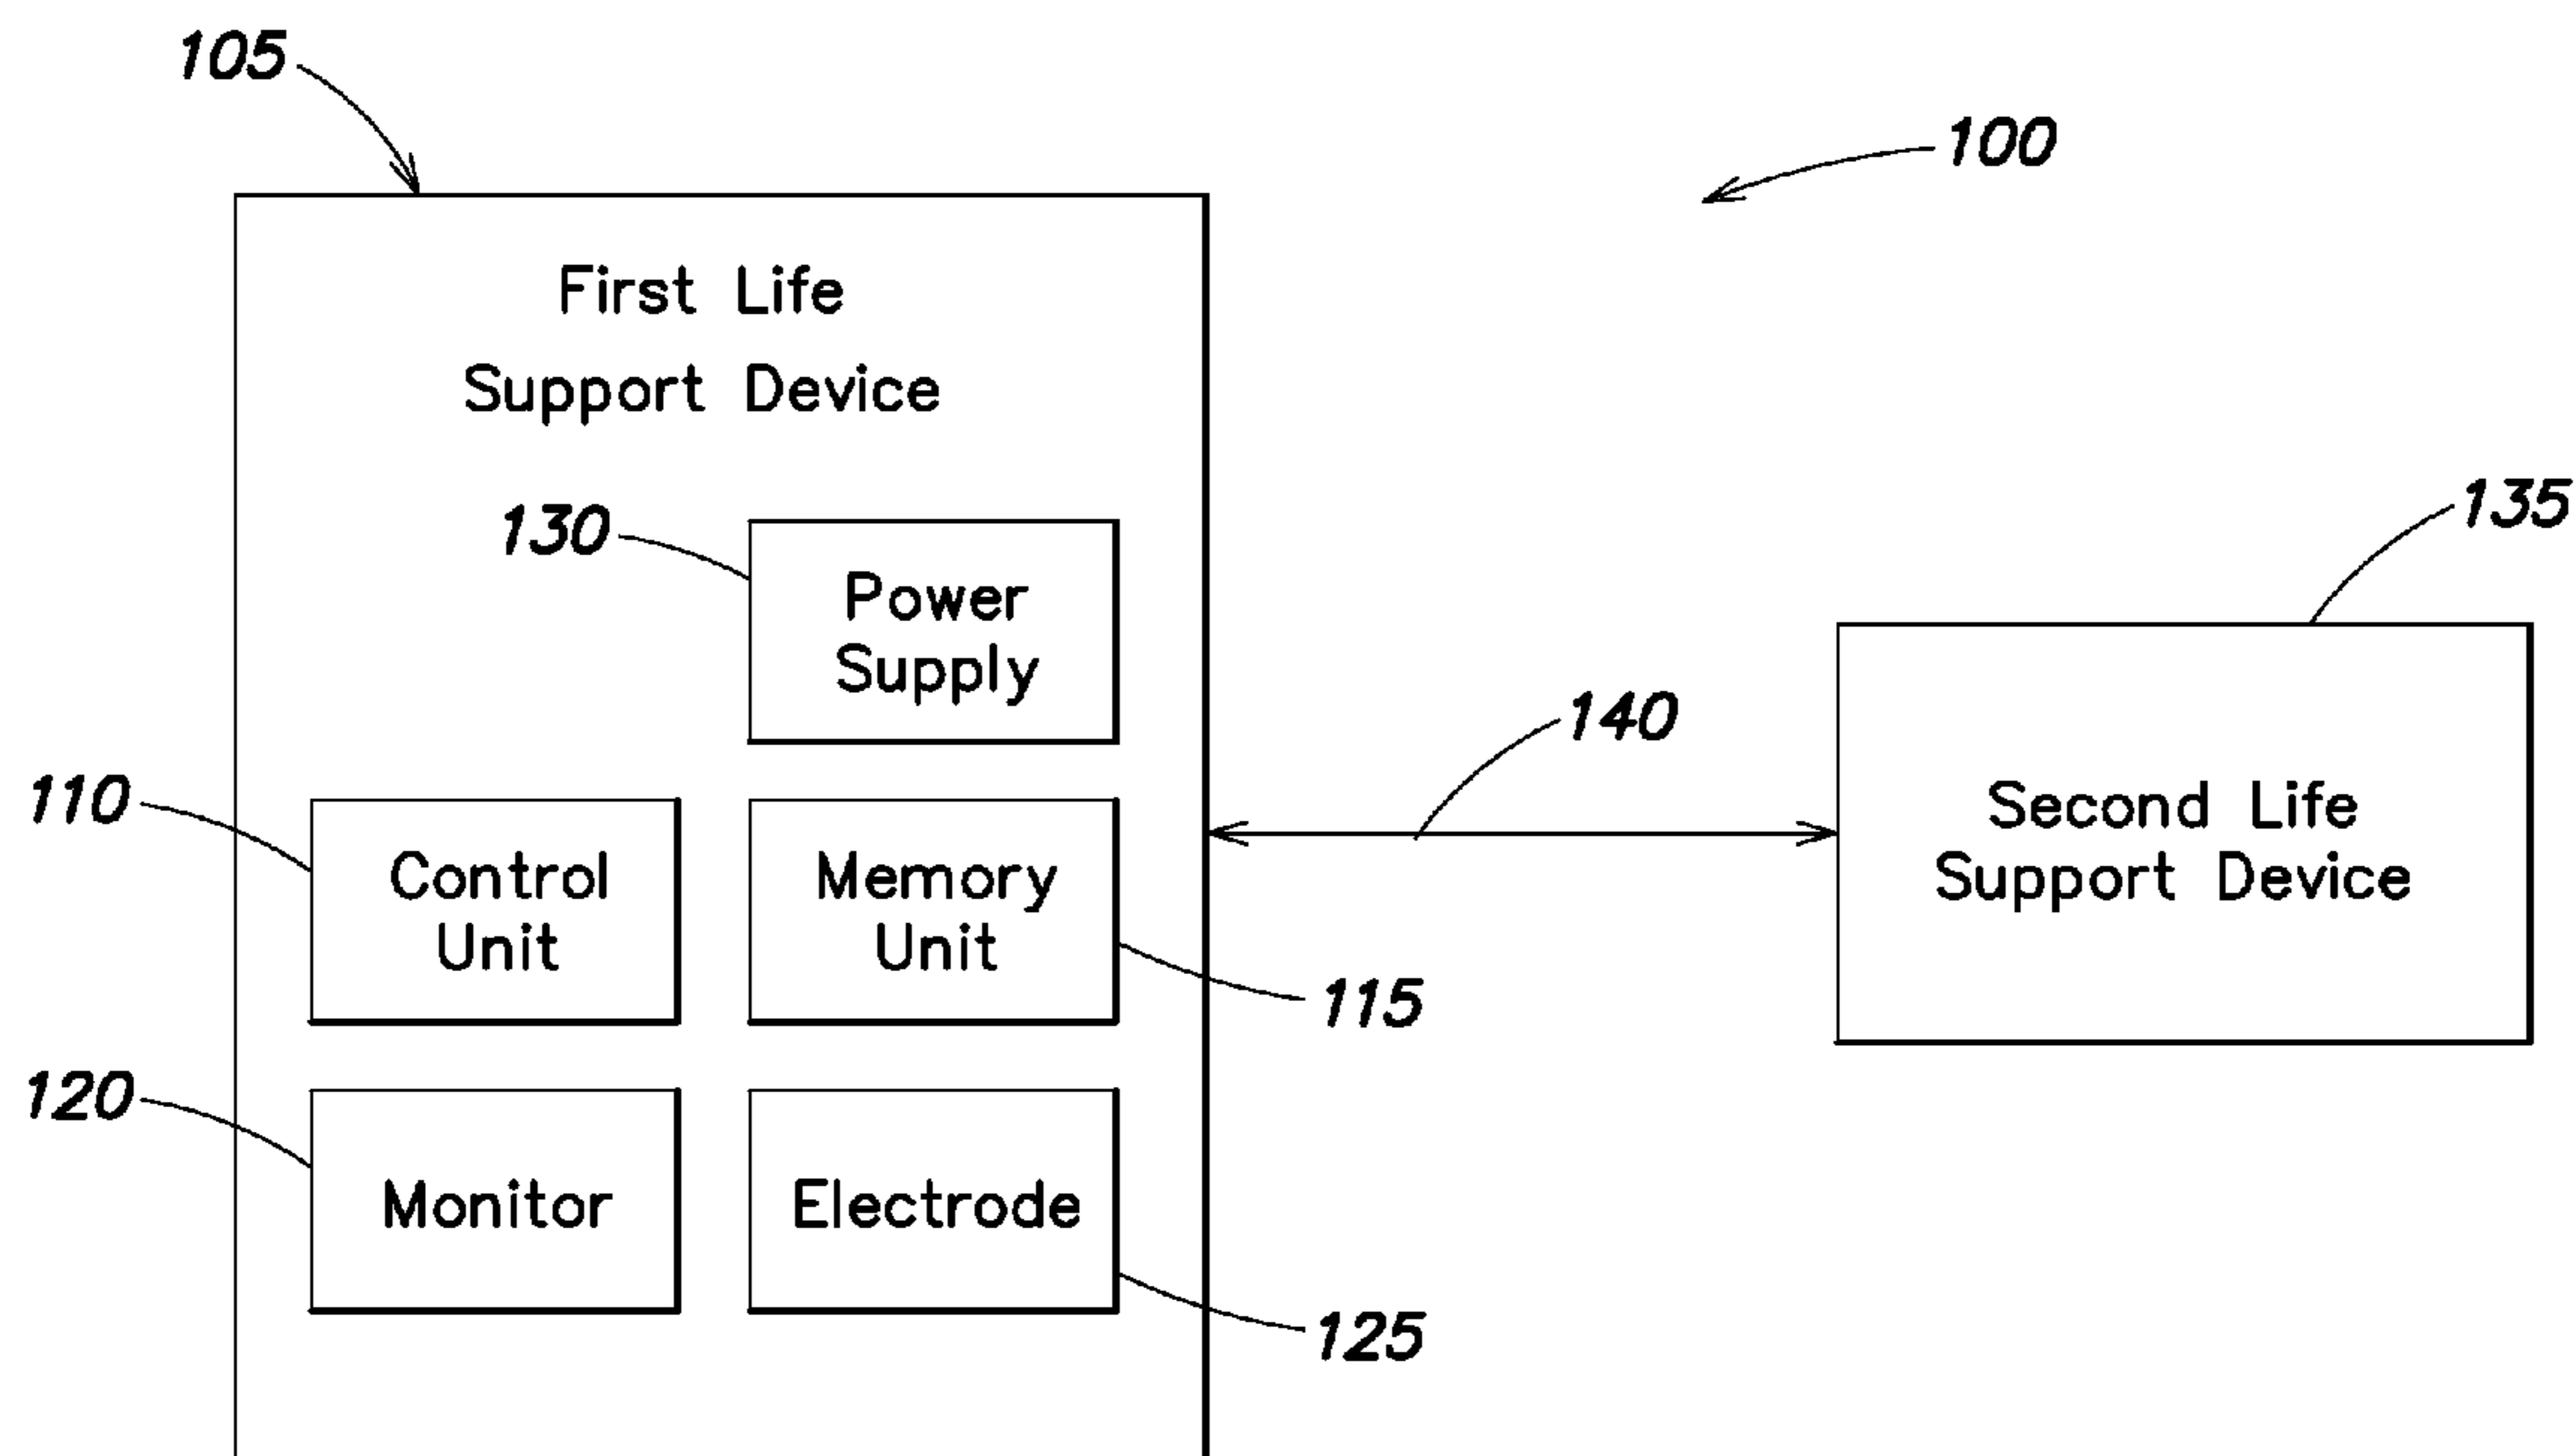 105
100
First Life
Support Device
130
Power
Supply
135
140
110
Control
Unit
Memory
Unit
115
Second Life
Support Device
120
Monitor
Electrode
125